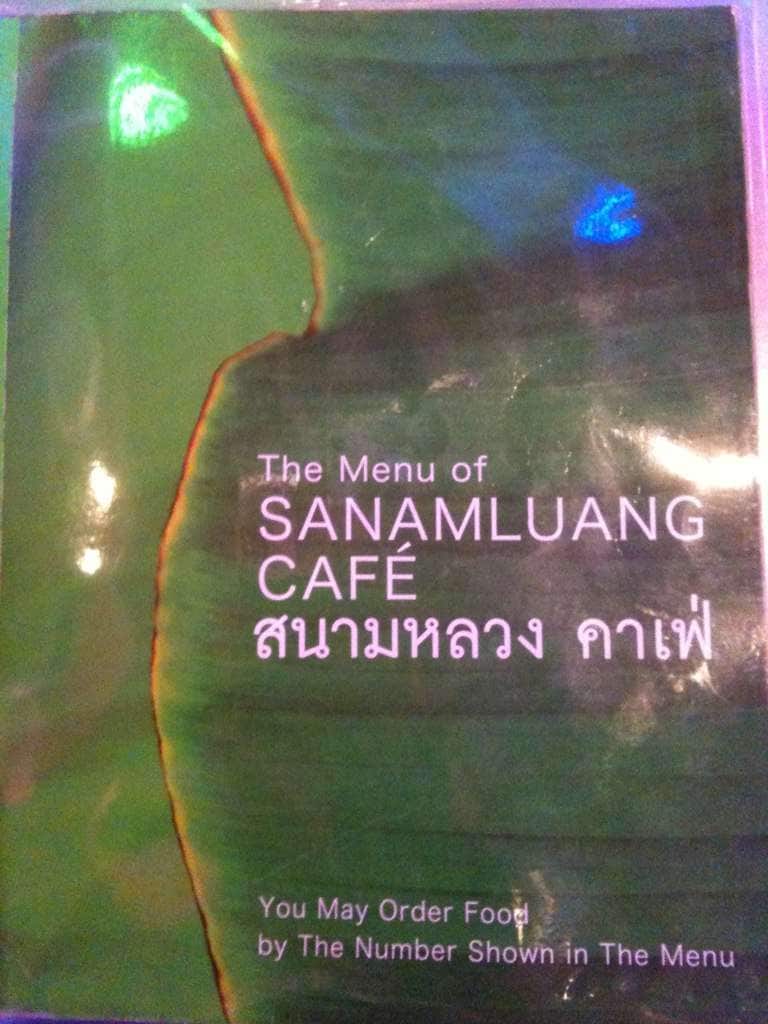 The Menu of
SANAMLUANG
CAFÉ
สนามหลวง คาเฟ่
You May Order Food
by The Number Shown in The Menu